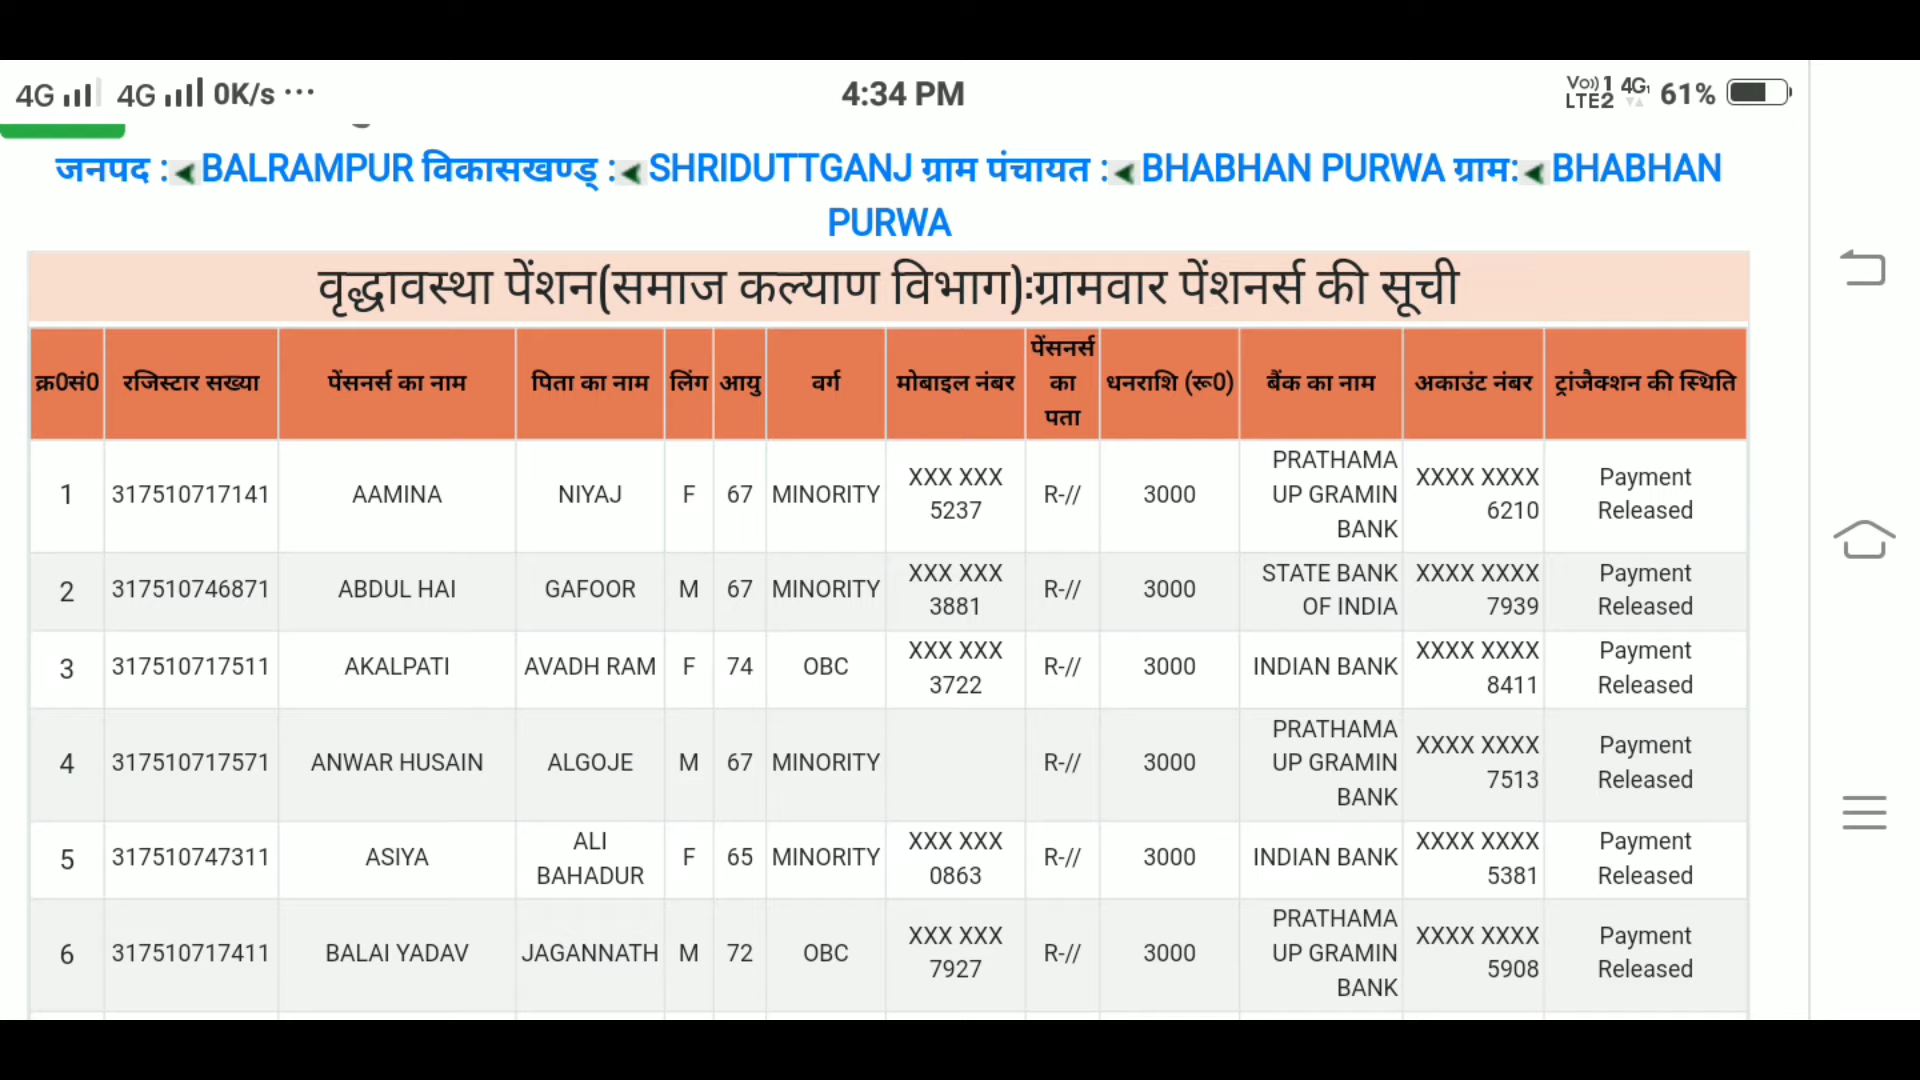 4G 4G 0K/s ... 4:34 PM Vo)) 1 4G LTE2 61%
जनपद : BALRAMPUR विकासखण्ड् : SHRIDUTTGANJ ग्राम पंचायत : BHABHAN PURWA ग्राम: BHABHAN
PURWA
वृद्धावस्था पेंशन(समाज कल्याण विभाग):ग्रामवार पेंशनर्स की सूची
क्र0सं0 रजिस्टार सख्या पेंसनर्स का नाम पिता का नाम लिंग आयु वर्ग मोबाइल नंबर पेंसनर्स का पता धनराशि (रू0) बैंक का नाम अकाउंट नंबर ट्रांजैक्शन की स्थिति
1 317510717141 AAMINA NIYAJ F 67 MINORITY XXX XXX 5237 R-// 3000 PRATHAMA UP GRAMIN BANK XXXX XXXX 6210 Payment Released
2 317510746871 ABDUL HAI GAFOOR M 67 MINORITY XXX XXX 3881 R-// 3000 STATE BANK OF INDIA XXXX XXXX 7939 Payment Released
3 317510717511 AKALPATI AVADH RAM F 74 OBC XXX XXX 3722 R-// 3000 INDIAN BANK XXXX XXXX 8411 Payment Released
4 317510717571 ANWAR HUSAIN ALGOJE M 67 MINORITY R-// 3000 PRATHAMA UP GRAMIN BANK XXXX XXXX 7513 Payment Released
5 317510747311 ASIYA ALI BAHADUR F 65 MINORITY XXX XXX 0863 R-// 3000 INDIAN BANK XXXX XXXX 5381 Payment Released
6 317510717411 BALAI YADAV JAGANNATH M 72 OBC XXX XXX 7927 R-// 3000 PRATHAMA UP GRAMIN BANK XXXX XXXX 5908 Payment Released